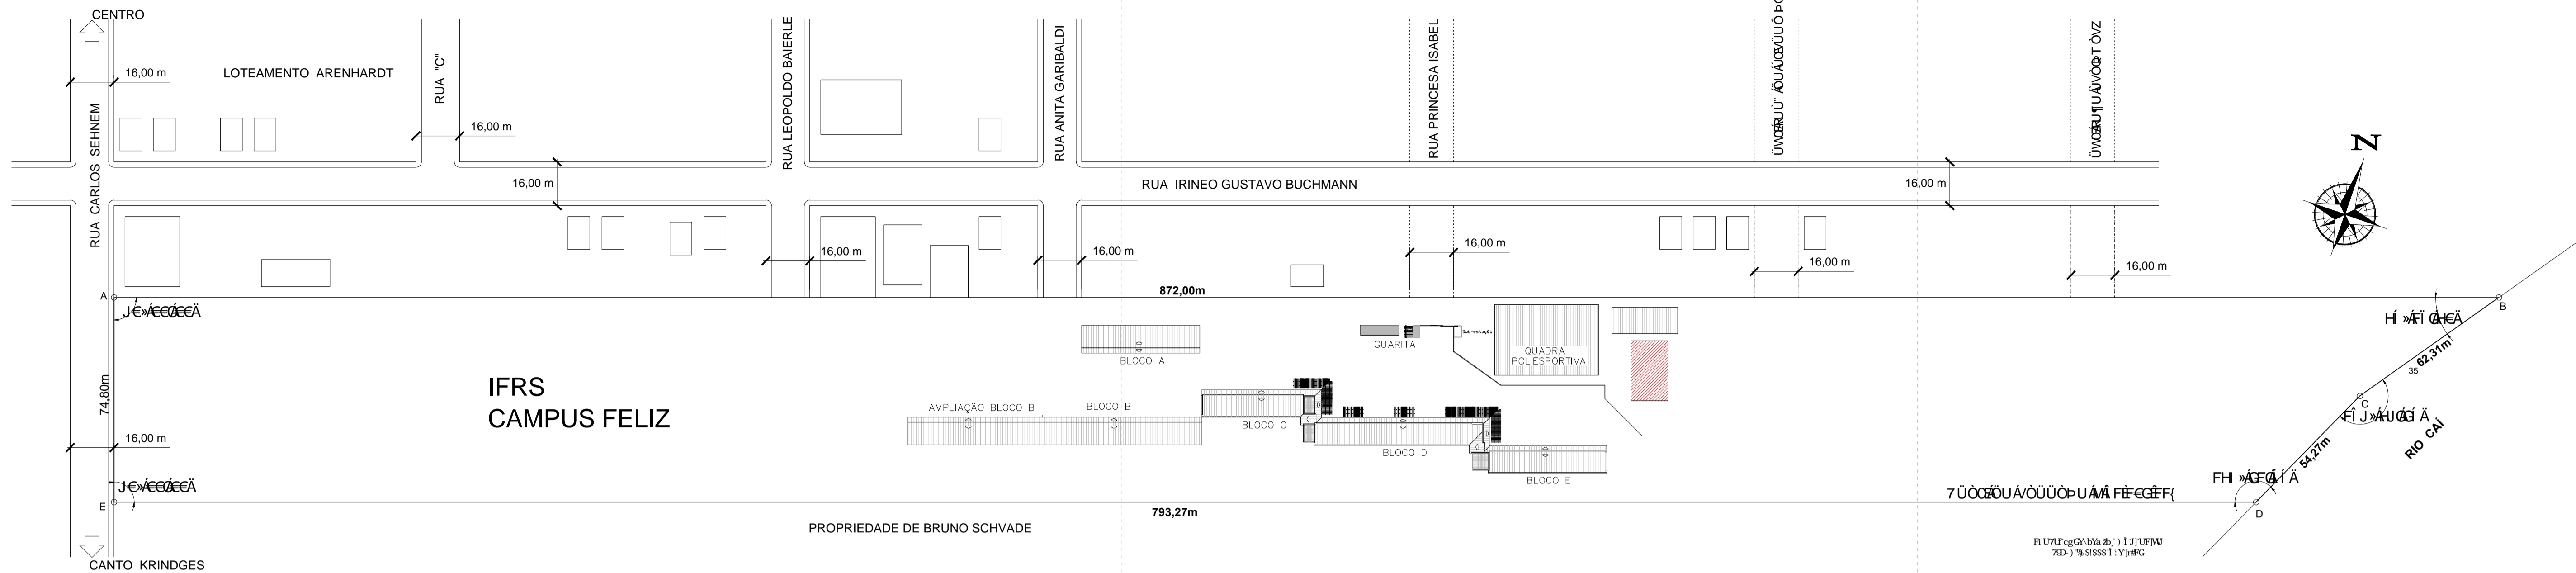 CENTRO
16,00 m
LOTEAMENTO ARENHARDT
RUA "C"
16,00 m
RUA LEOPOLDO BAIERLE
RUA ANITA GARIBALDI
RUA PRINCESA ISABEL
RUA CARLOS SEHNEM
16,00 m
RUA IRINEO GUSTAVO BUCHMANN
16,00 m
N
16,00 m
16,00 m
16,00 m
16,00 m
16,00 m
A
872,00m
B
Sub-estação
GUARITA
QUADRA
POLIESPORTIVA
BLOCO A
62,31m
35
74,80m
IFRS
CAMPUS FELIZ
AMPLIAÇÃO BLOCO B
BLOCO B
BLOCO C
C
16,00 m
BLOCO D
54,27m
RIO CAÍ
BLOCO E
E
793,27m
D
PROPRIEDADE DE BRUNO SCHVADE
CANTO KRINDGES